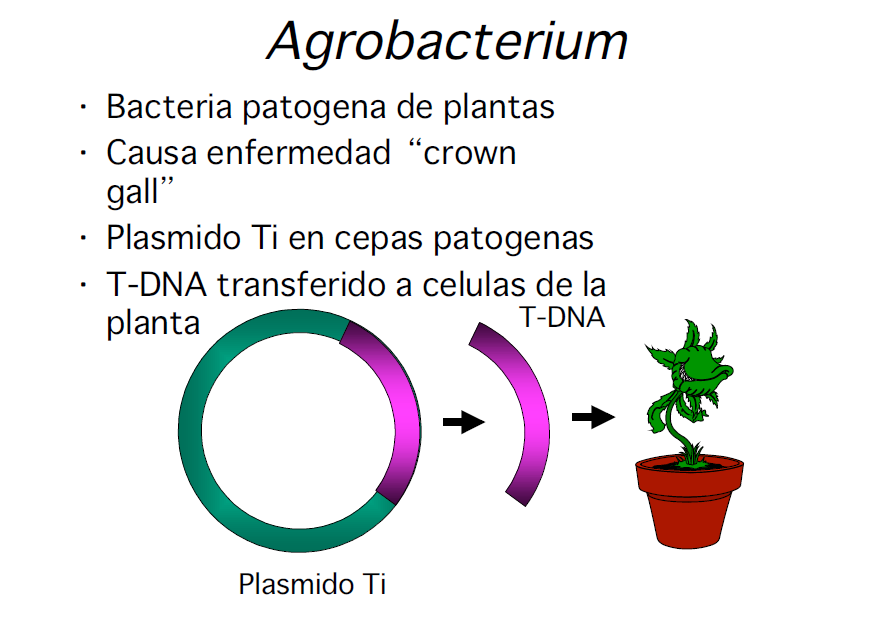 Agrobacterium
· Bacteria patogena de plantas
· Causa enfermedad “crown
gall”
· Plasmido Ti en cepas patogenas
· T-DNA transferido a celulas de la
planta
T-DNA
Plasmido Ti